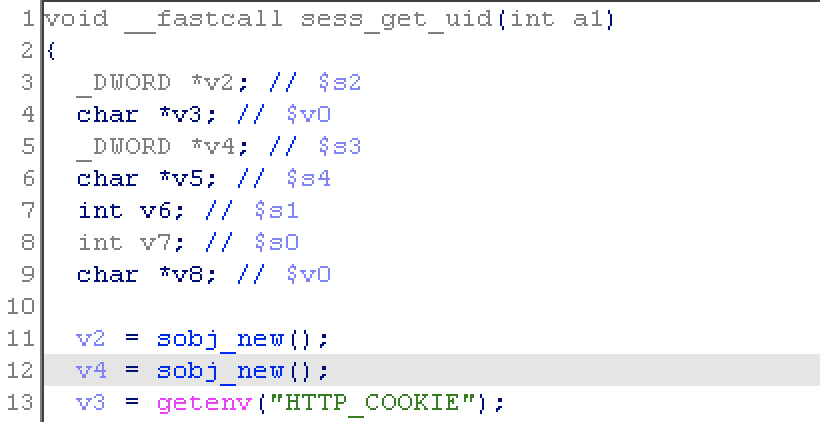 1 void __fastcall sess_get_uid(int a1)
2 {
3 _DWORD *v2; // $s2
4 char *v3; // $v0
5 _DWORD *v4; // $s3
6 char *v5; // $s4
7 int v6; // $s1
8 int v7; // $s0
9 char *v8; // $v0
10
11 v2 = sobj_new();
12 v4 = sobj_new();
13 v3 = getenv("HTTP_COOKIE");